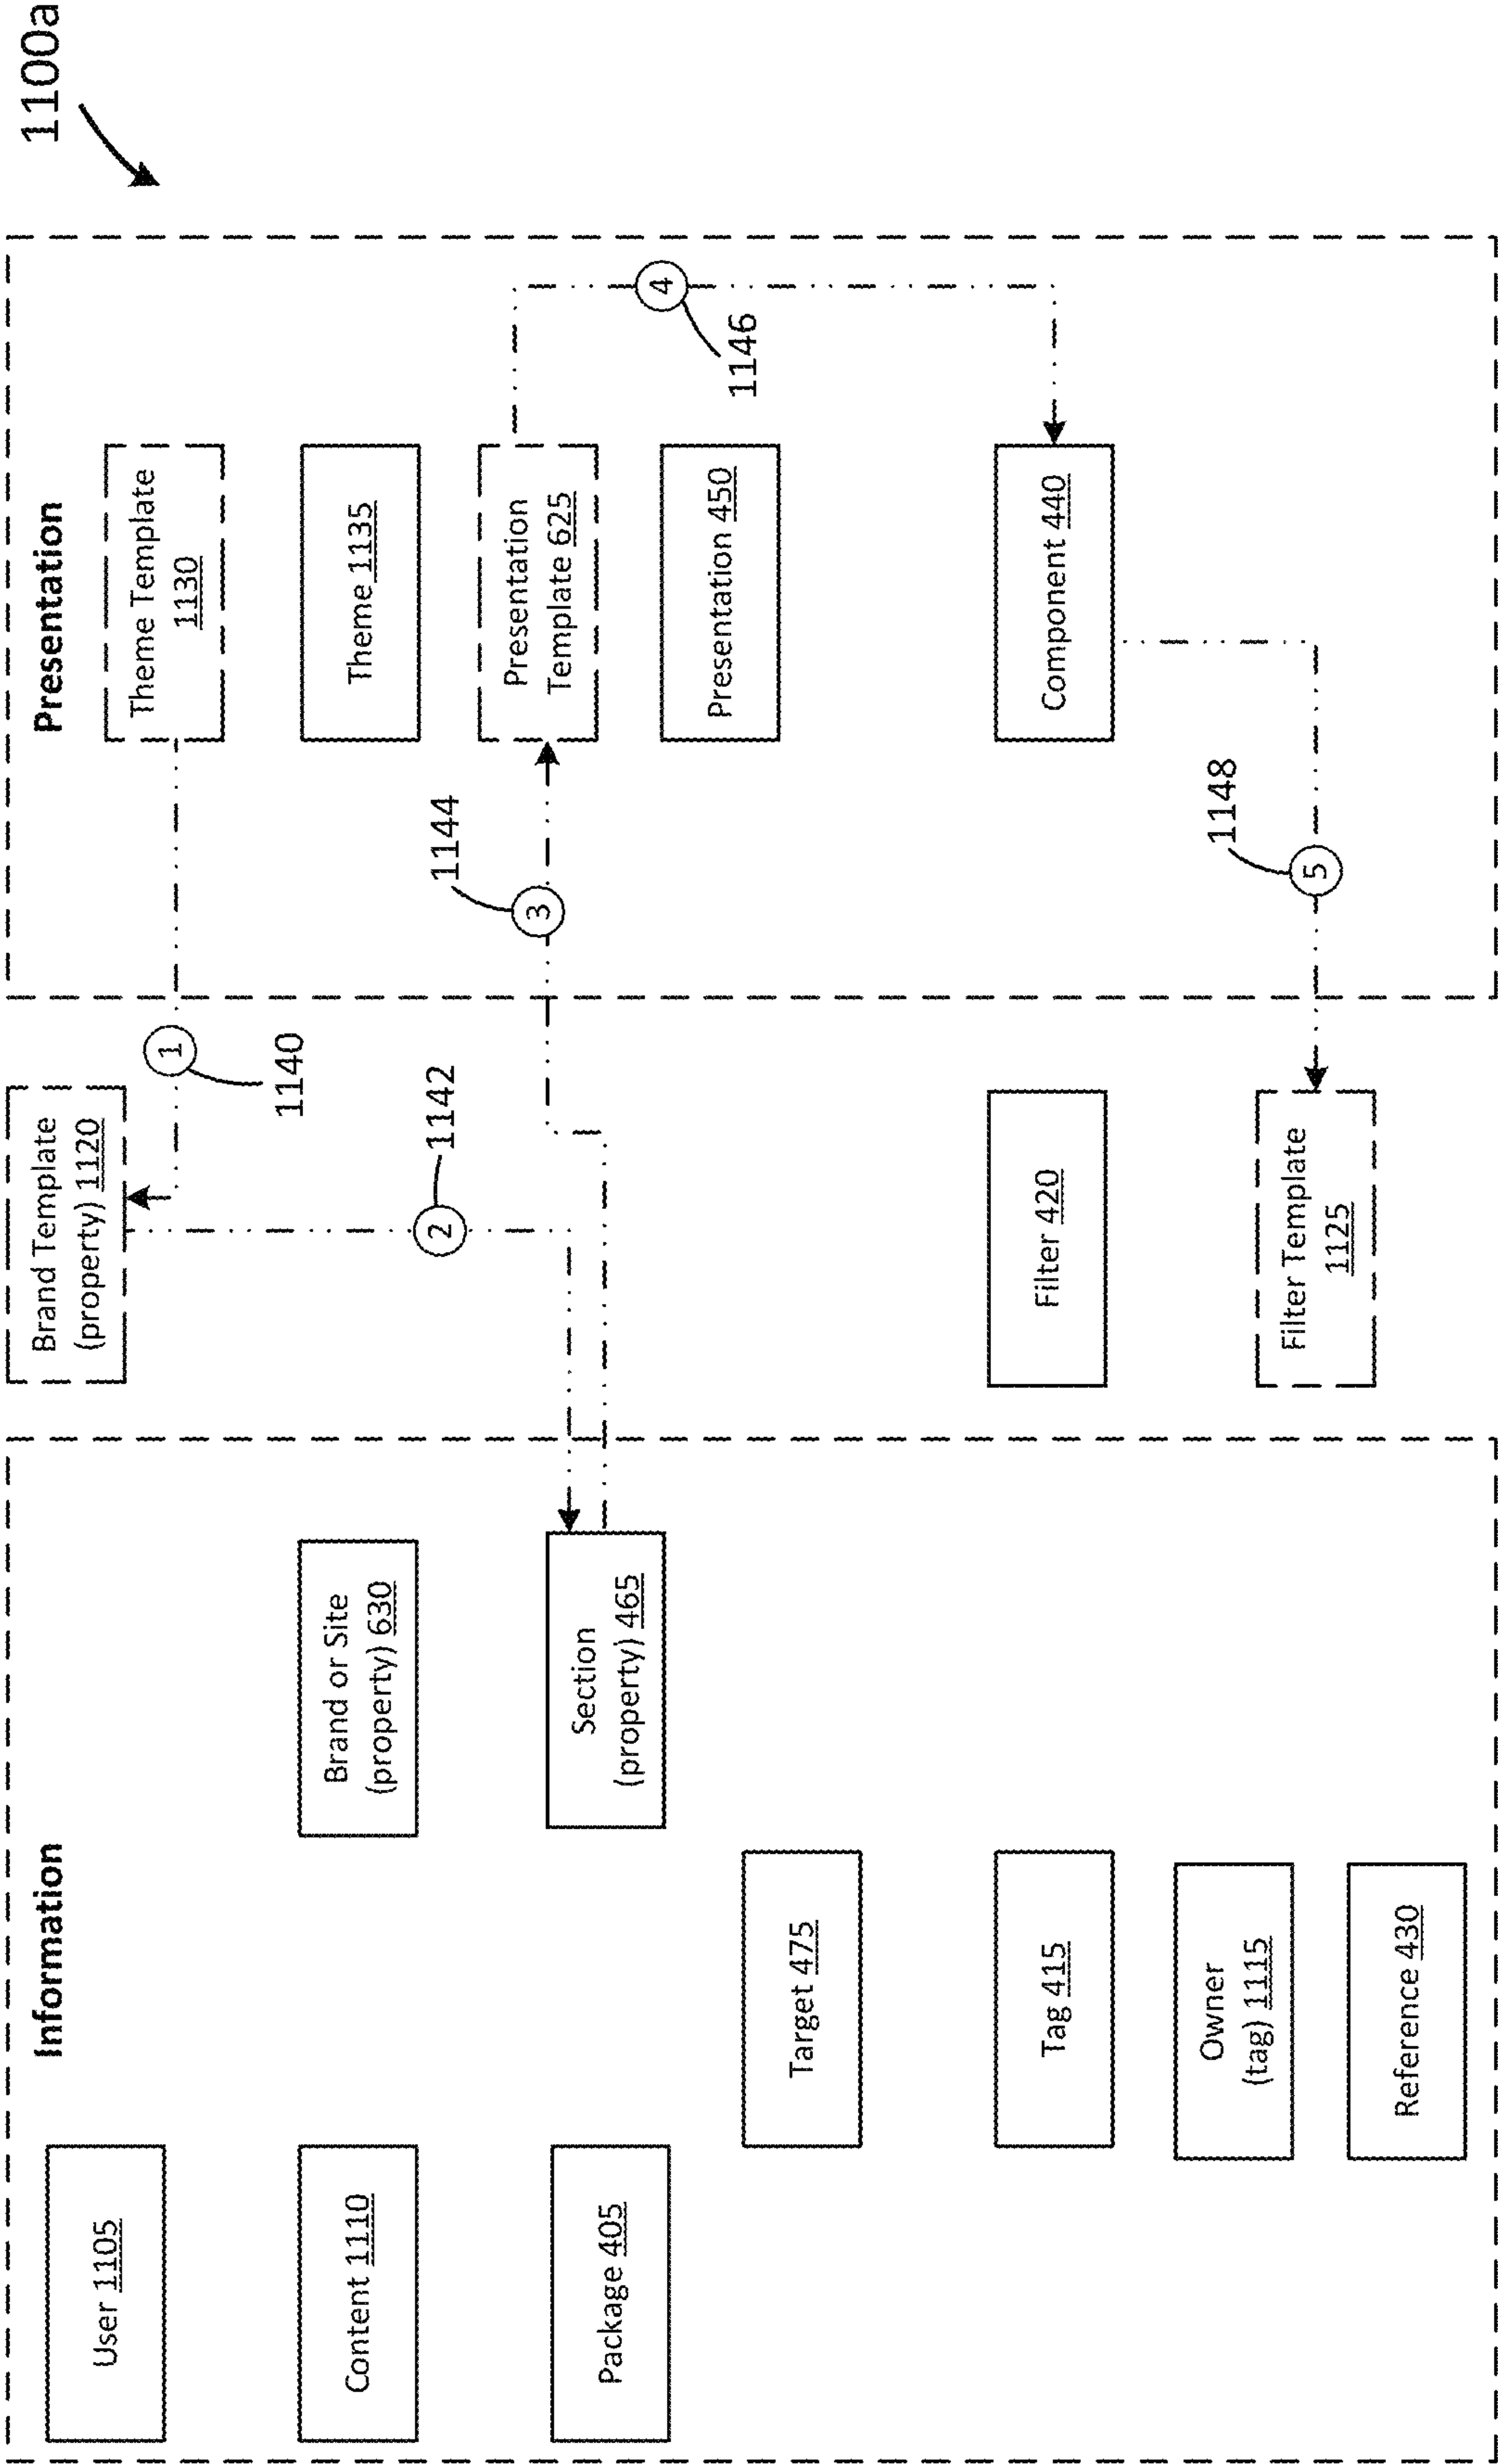 1100a
Information
Presentation
User 1105
Content 1110
Package 405
Brand or Site
(property) 630
Section
(property) 465
Target 475
Tag 415
Owner
(tag) 1115
Reference 430
Brand Template
(property) 1120
1
1140
2
1142
3
1144
Filter 420
Filter Template
1125
Theme Template
1130
Theme 1135
Presentation
Template 625
Presentation 450
4
1146
Component 440
5
1148